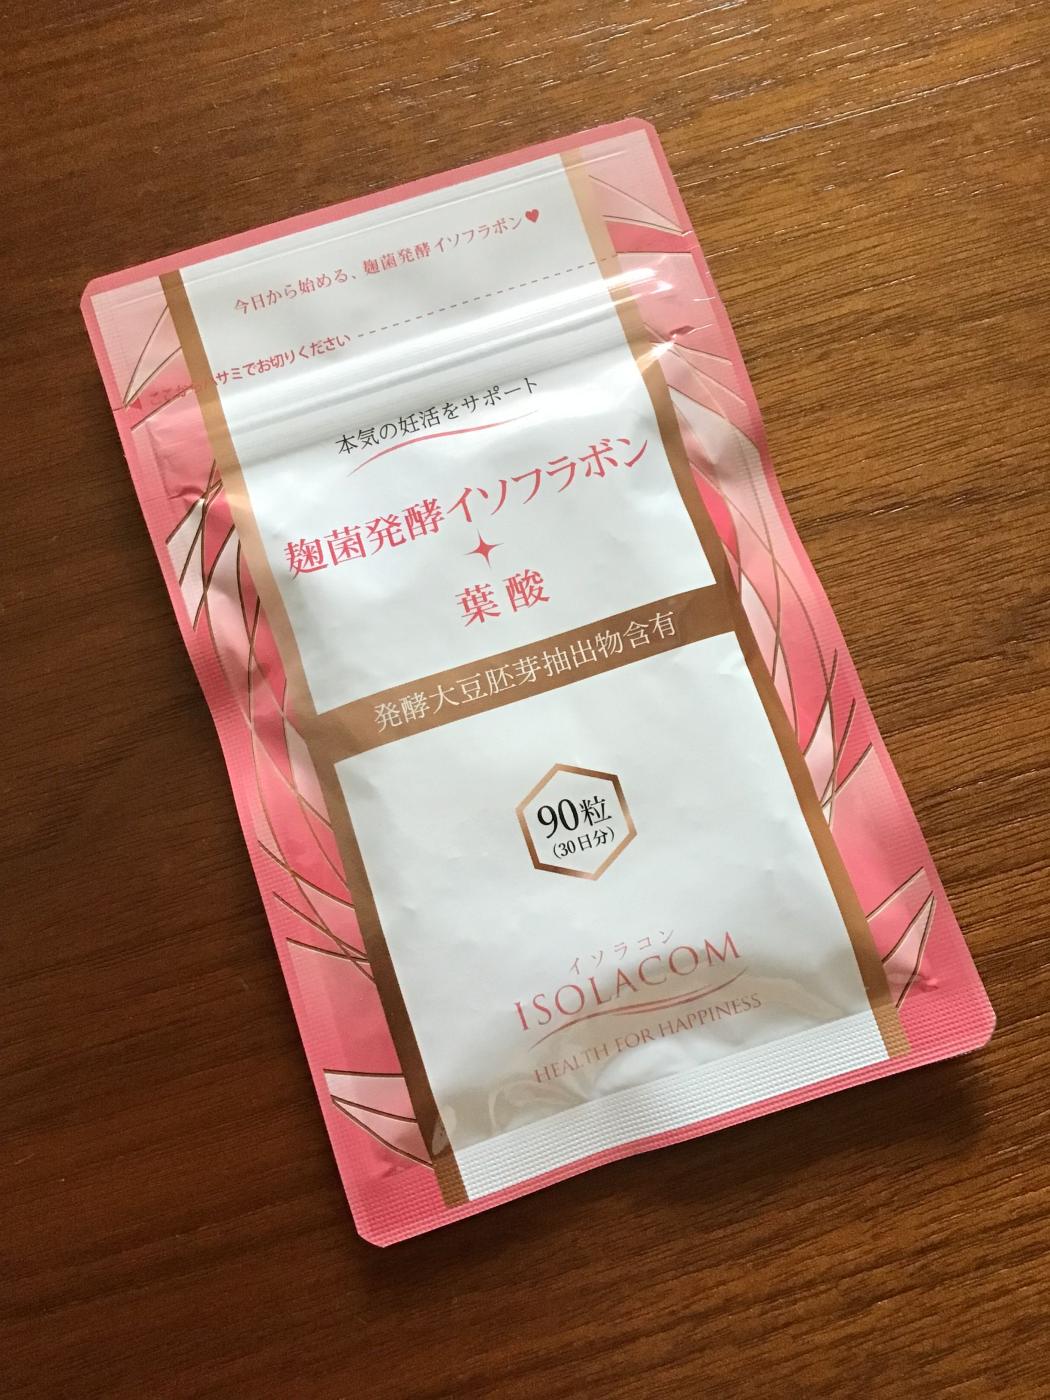 今日から始める、麹菌発酵イソフラボン♥
ここからハサミでお切りください
本気の妊活をサポート
麹菌発酵イソフラボン
葉酸
発酵大豆胚芽抽出物含有
90粒
(30日分)
イソラコン
ISOLACOM
HEALTH FOR HAPPINESS